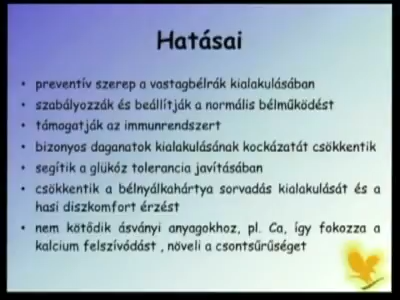 Hatásai
• preventív szerep a vastagbélrák kialakulásában
• szabályozzák és beállítják a normális bélműködést
• támogatják az immunrendszert
• bizonyos daganatok kialakulásának kockázatát csökkentik
• segítik a glükóz tolerancia javításában
• csökkentik a bélnyálkahártya sorvadás kialakulását és a
hasi diszkomfort érzést
• nem kötődik ásványi anyagokhoz, pl. Ca, így fokozza a
kalcium felszívódást , növeli a csontsűrűséget